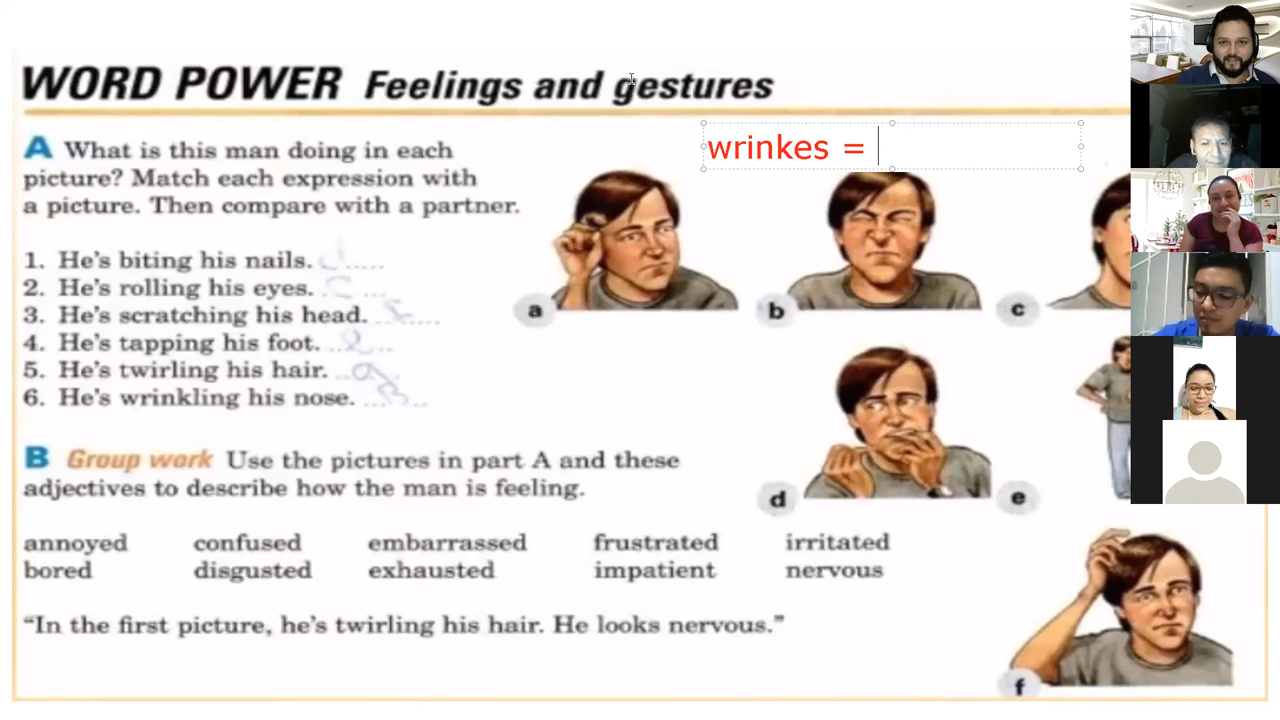 WORD POWER Feelings and gestures
wrinkes =
A What is this man doing in each
picture? Match each expression with
a picture. Then compare with a partner.
1. He's biting his nails.
2. He's rolling his eyes.
3. He's scratching his head.
4. He's tapping his foot.
5. He's twirling his hair.
6. He's wrinkling his nose.
a
b
c
d
e
f
B Group work Use the pictures in part A and these
adjectives to describe how the man is feeling.
annoyed confused embarrassed frustrated irritated
bored disgusted exhausted impatient nervous
"In the first picture, he's twirling his hair. He looks nervous."